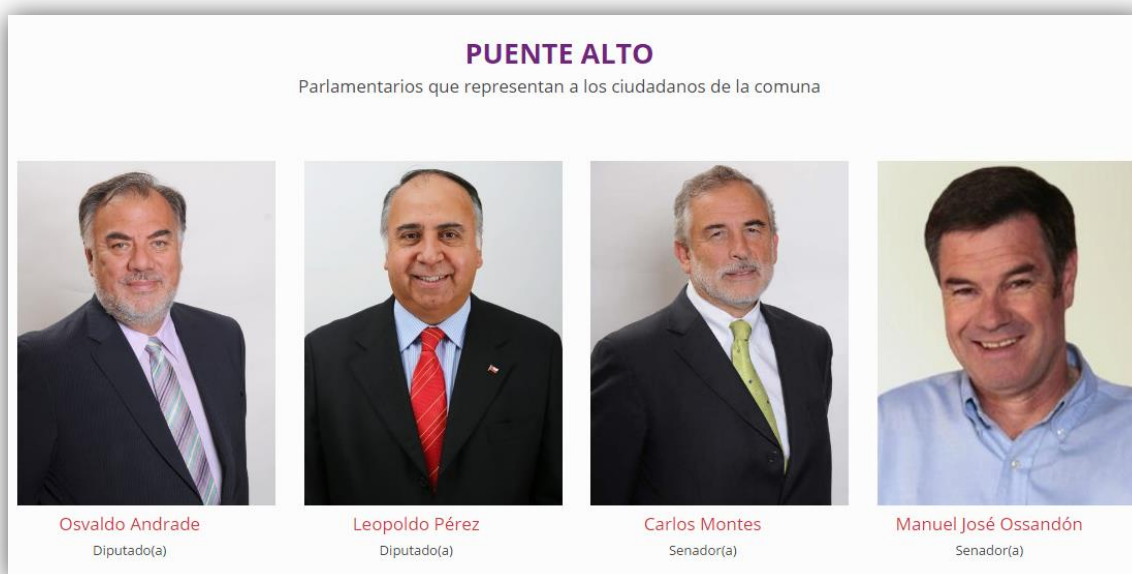 PUENTE ALTO
Parlamentarios que representan a los ciudadanos de la comuna
Osvaldo Andrade
Diputado(a)
Leopoldo Pérez
Diputado(a)
Carlos Montes
Senador(a)
Manuel José Ossandón
Senador(a)